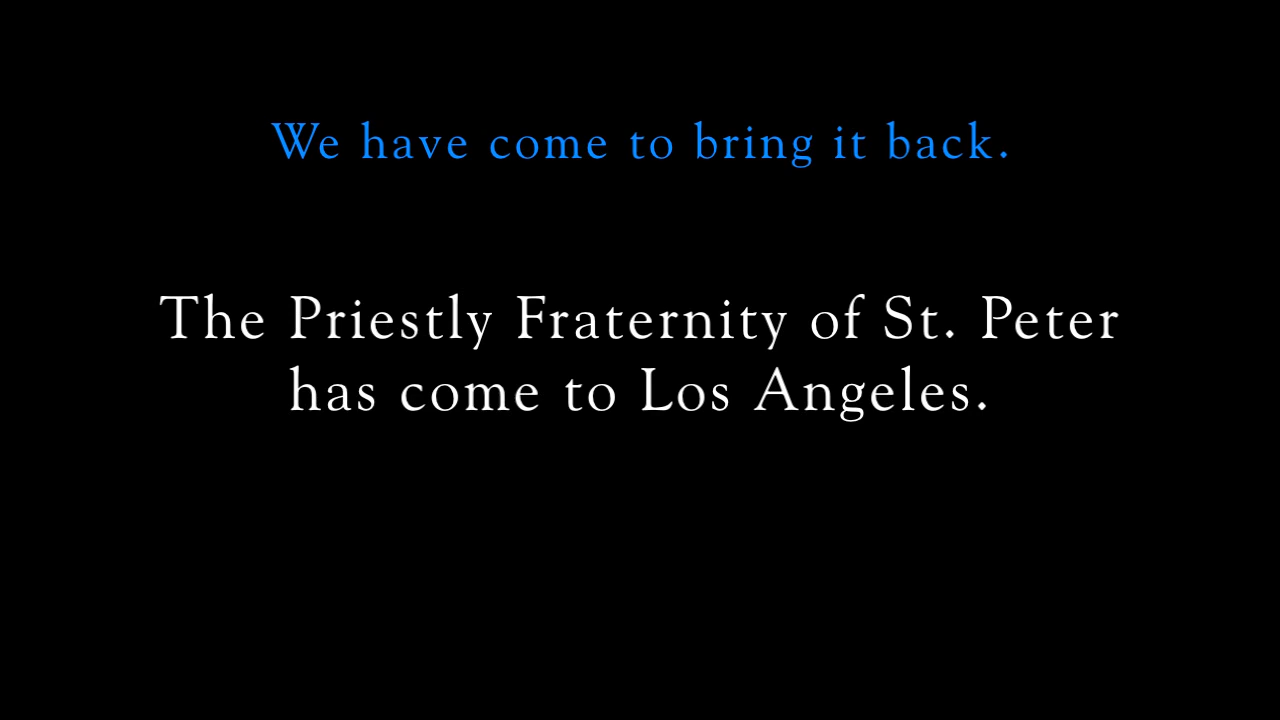 We have come to bring it back.
The Priestly Fraternity of St. Peter
has come to Los Angeles.